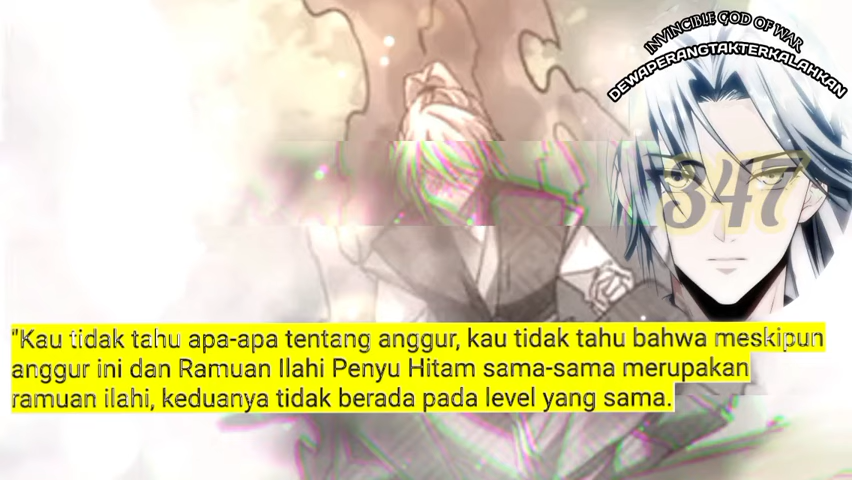 INVINCIBLE GOD OF WAR
DEWAPERANGTAKTERKALAHKAN
347
"Kau tidak tahu apa-apa tentang anggur, kau tidak tahu bahwa meskipun
anggur ini dan Ramuan Ilahi Penyu Hitam sama-sama merupakan
ramuan ilahi, keduanya tidak berada pada level yang sama.